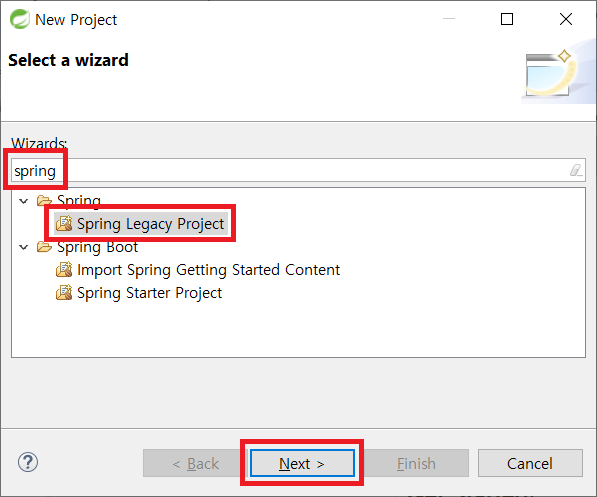 New Project
Select a wizard
Wizards:
spring
Spring
Spring Legacy Project
Spring Boot
Import Spring Getting Started Content
Spring Starter Project
? < Back Next > Finish Cancel